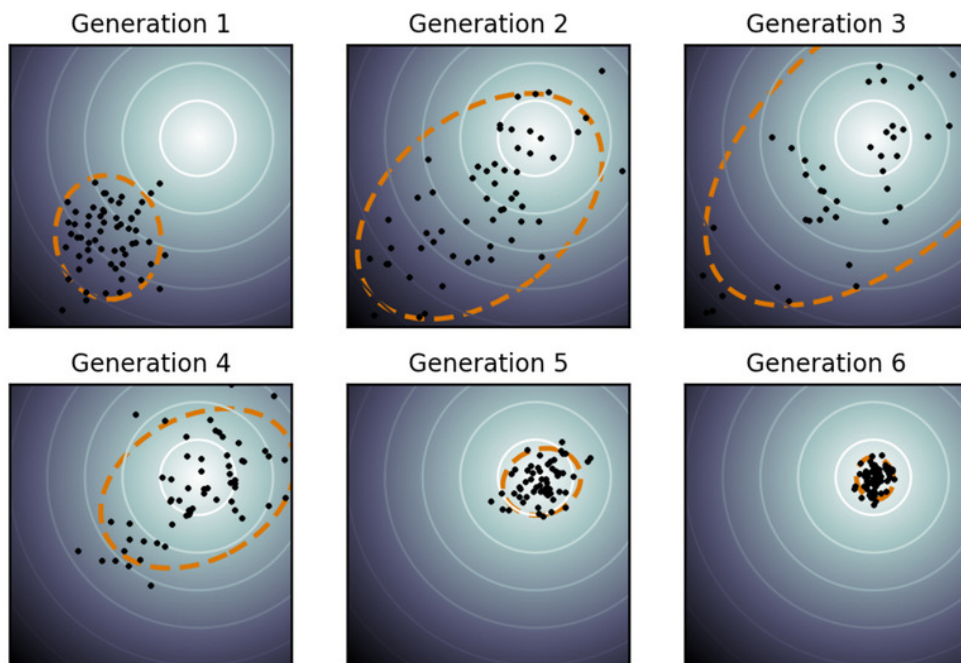 Generation 1
Generation 2
Generation 3
Generation 4
Generation 5
Generation 6